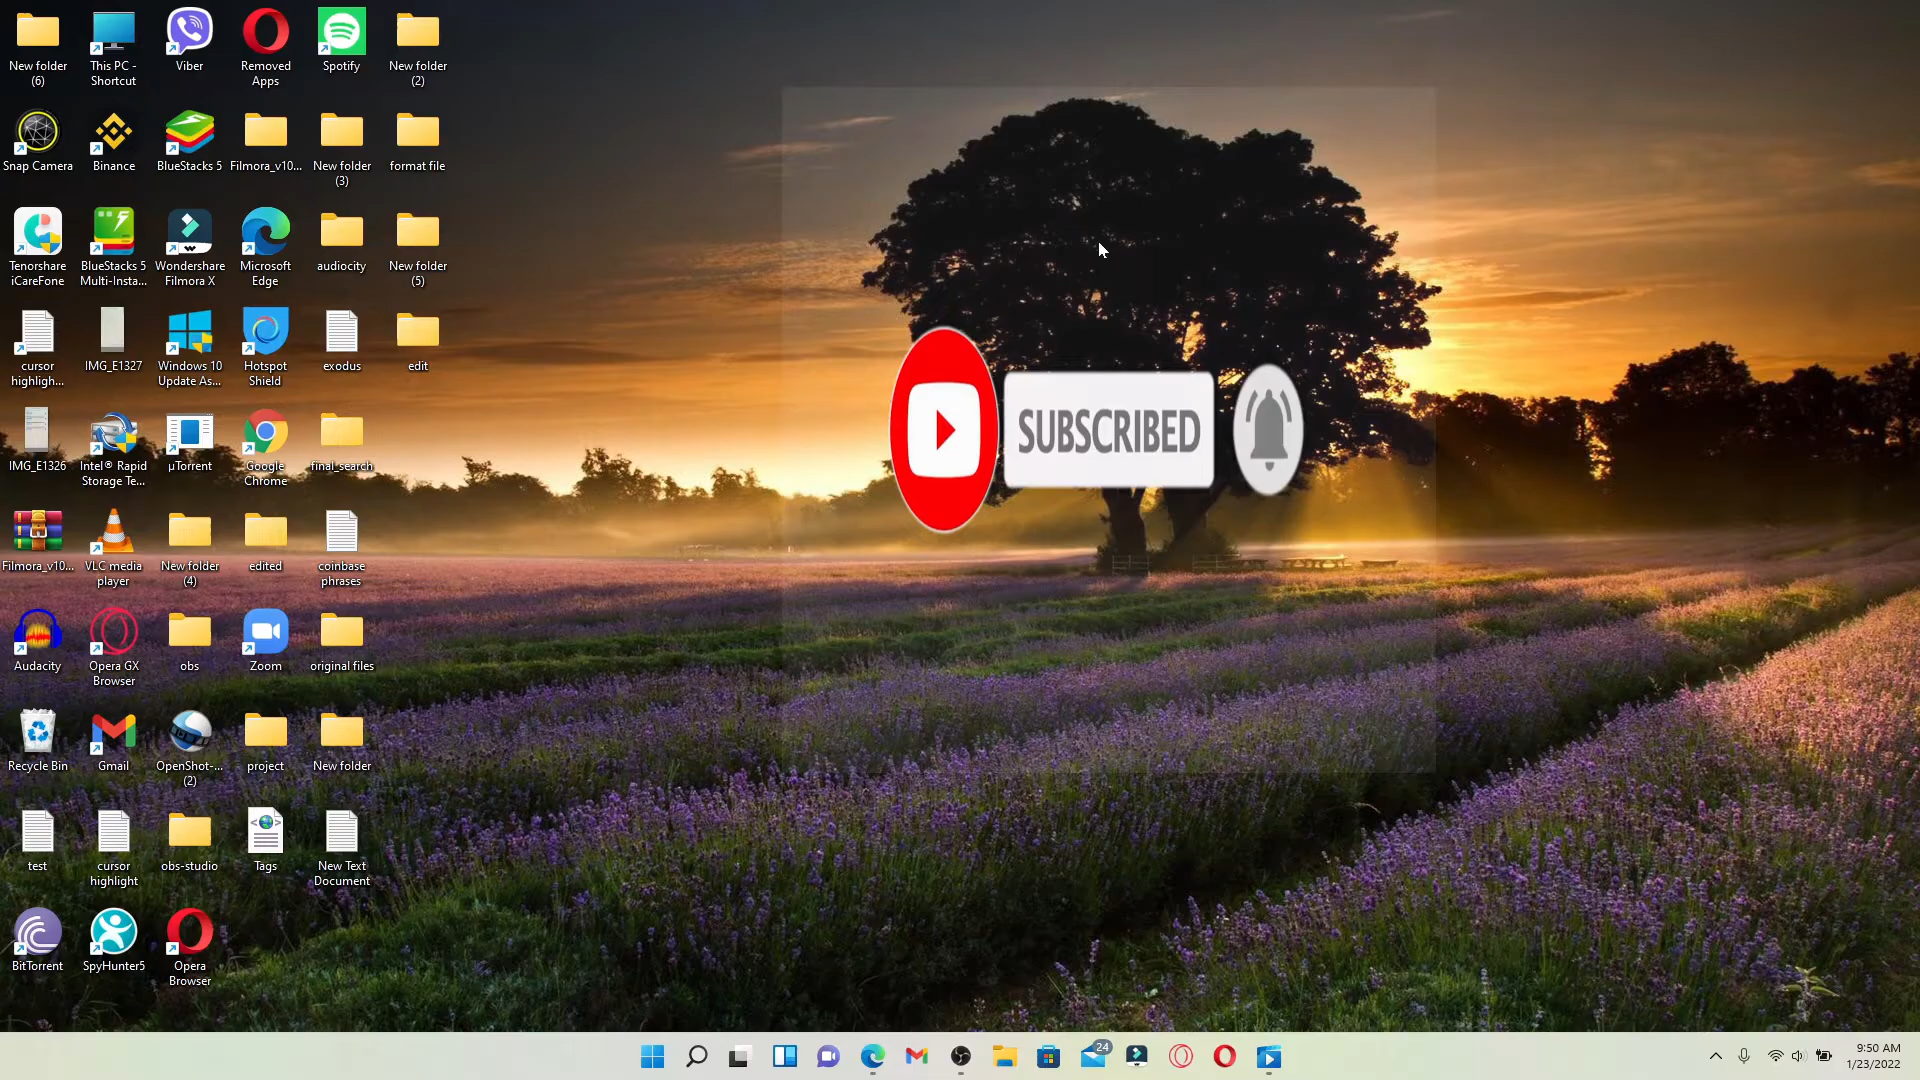 New folder
(6)
This PC -
Shortcut
Viber
Removed
Apps
Spotify
New folder
(2)
Snap Camera
Binance
BlueStacks 5
Filmora_v10...
New folder
(3)
format file
Tenorshare
iCareFone
BlueStacks 5
Multi-Insta...
Wondershare
Filmora X
Microsoft
Edge
audiocity
New folder
(5)
cursor
highligh...
IMG_E1327
Windows 10
Update As...
Hotspot
Shield
exodus
edit
SUBSCRIBED
IMG_E1326
Intel® Rapid
Storage Te...
µTorrent
Google
Chrome
final_search
Filmora_v10...
VLC media
player
New folder
(4)
edited
coinbase
phrases
Audacity
Opera GX
Browser
obs
Zoom
original files
Recycle Bin
Gmail
OpenShot-...
(2)
project
New folder
test
cursor
highlight
obs-studio
Tags
New Text
Document
BitTorrent
SpyHunter5
Opera
Browser
24
9:50 AM
1/23/2022